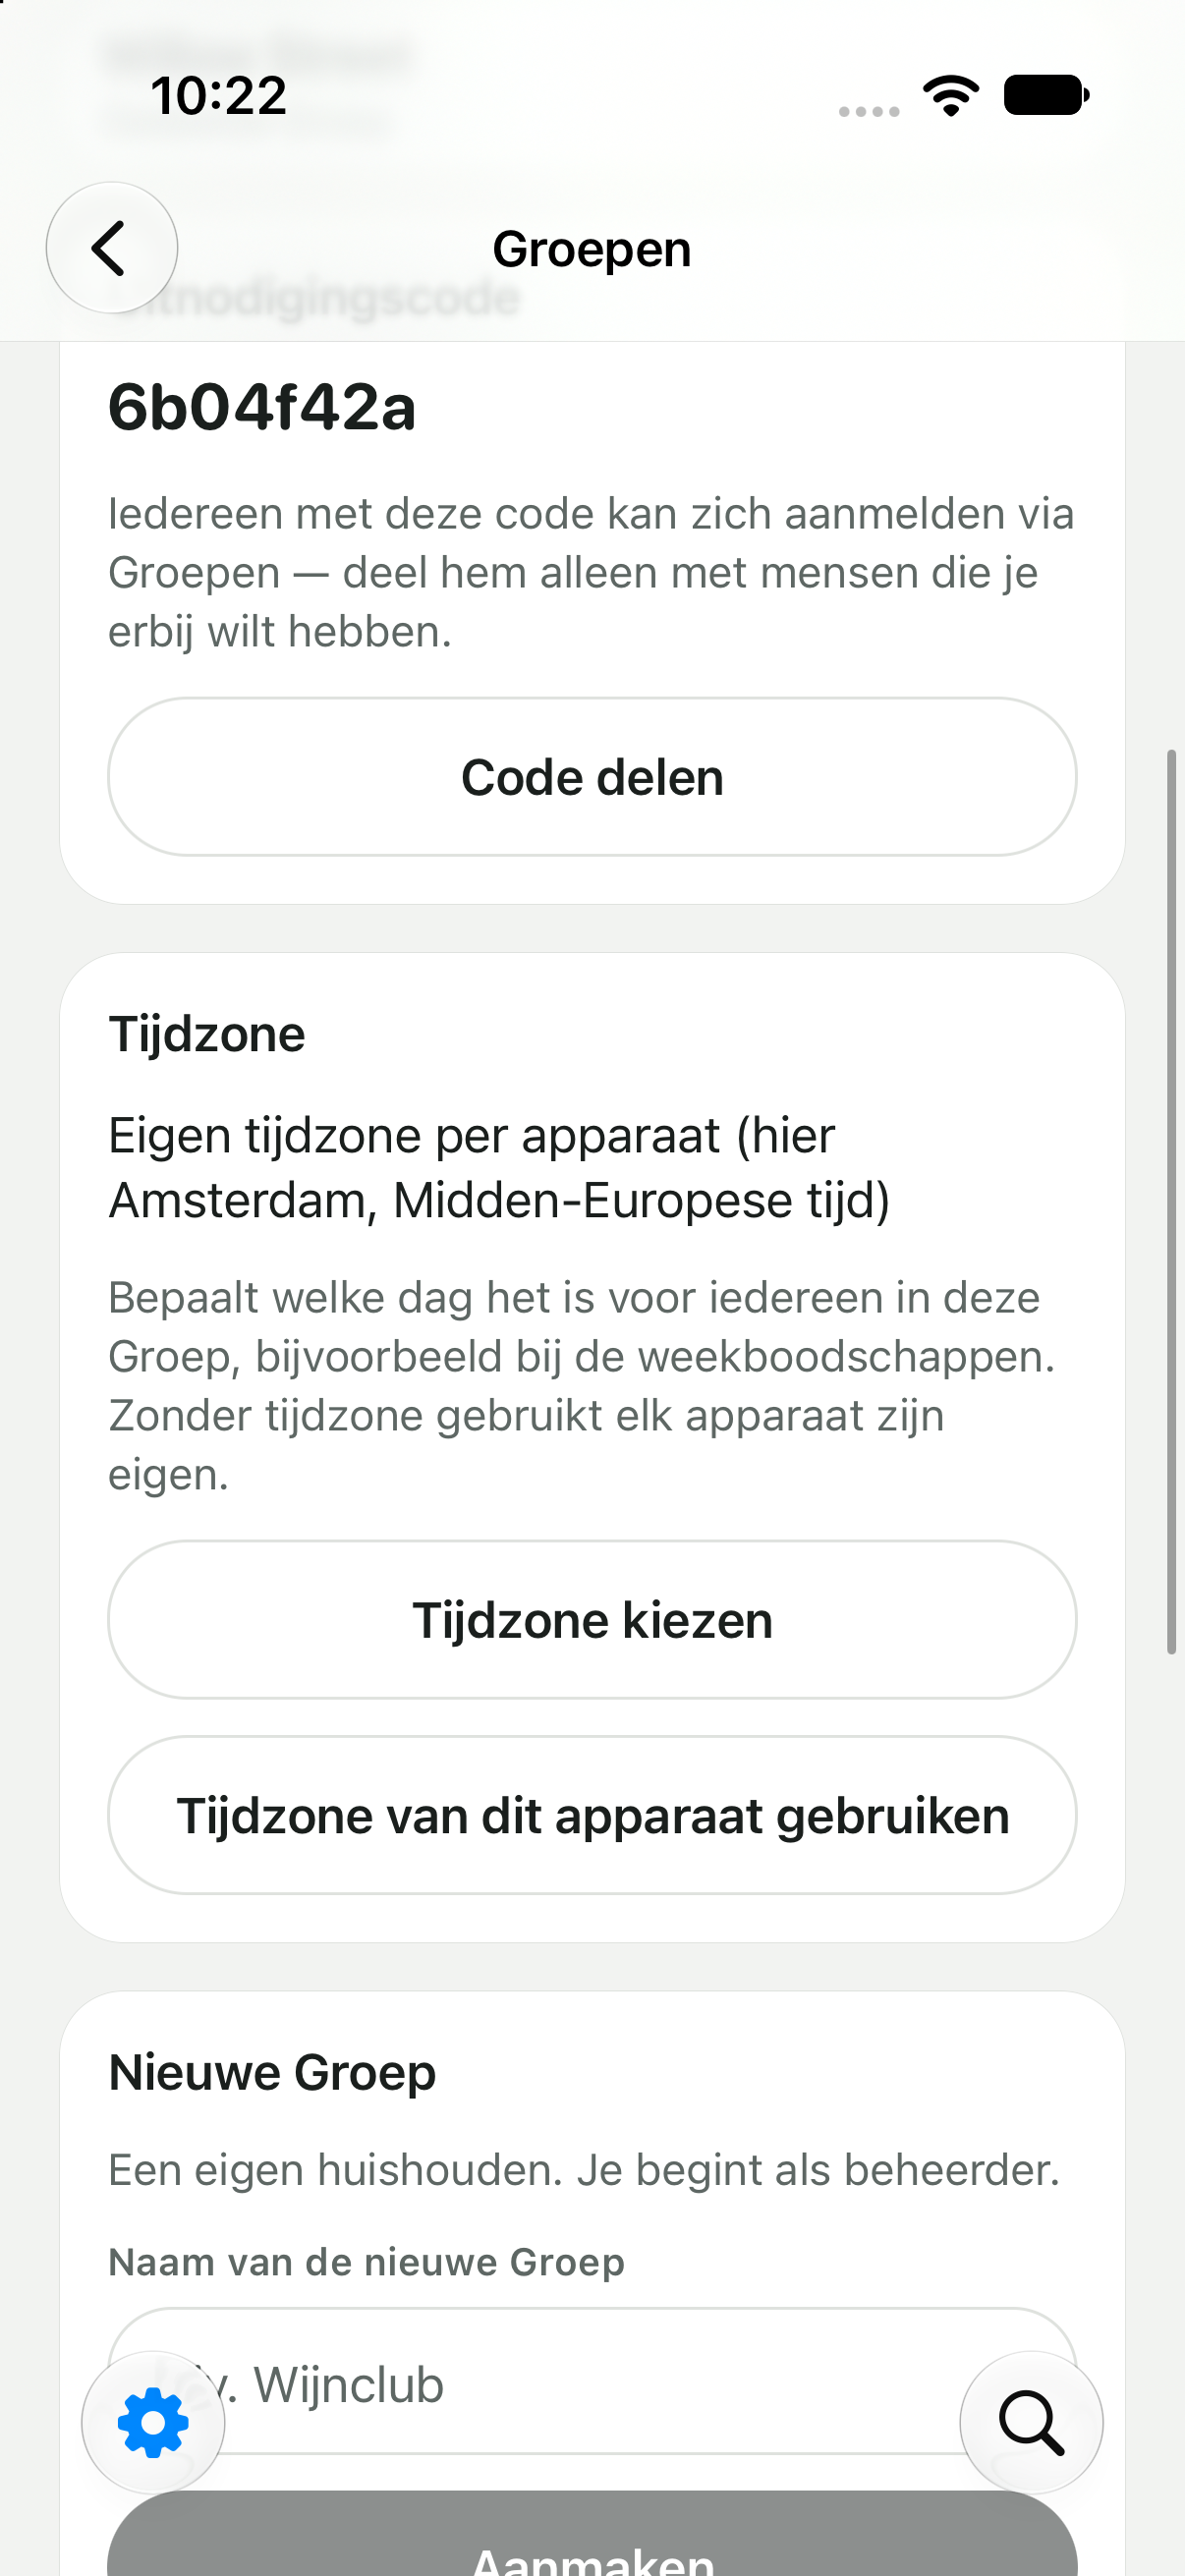 10:22
Groepen
6b04f42a
Iedereen met deze code kan zich aanmelden via
Groepen — deel hem alleen met mensen die je
erbij wilt hebben.
Code delen
Tijdzone
Eigen tijdzone per apparaat (hier
Amsterdam, Midden-Europese tijd)
Bepaalt welke dag het is voor iedereen in deze
Groep, bijvoorbeeld bij de weekboodschappen.
Zonder tijdzone gebruikt elk apparaat zijn
eigen.
Tijdzone kiezen
Tijdzone van dit apparaat gebruiken
Nieuwe Groep
Een eigen huishouden. Je begint als beheerder.
Naam van de nieuwe Groep
Wijnclub
Aanmaken